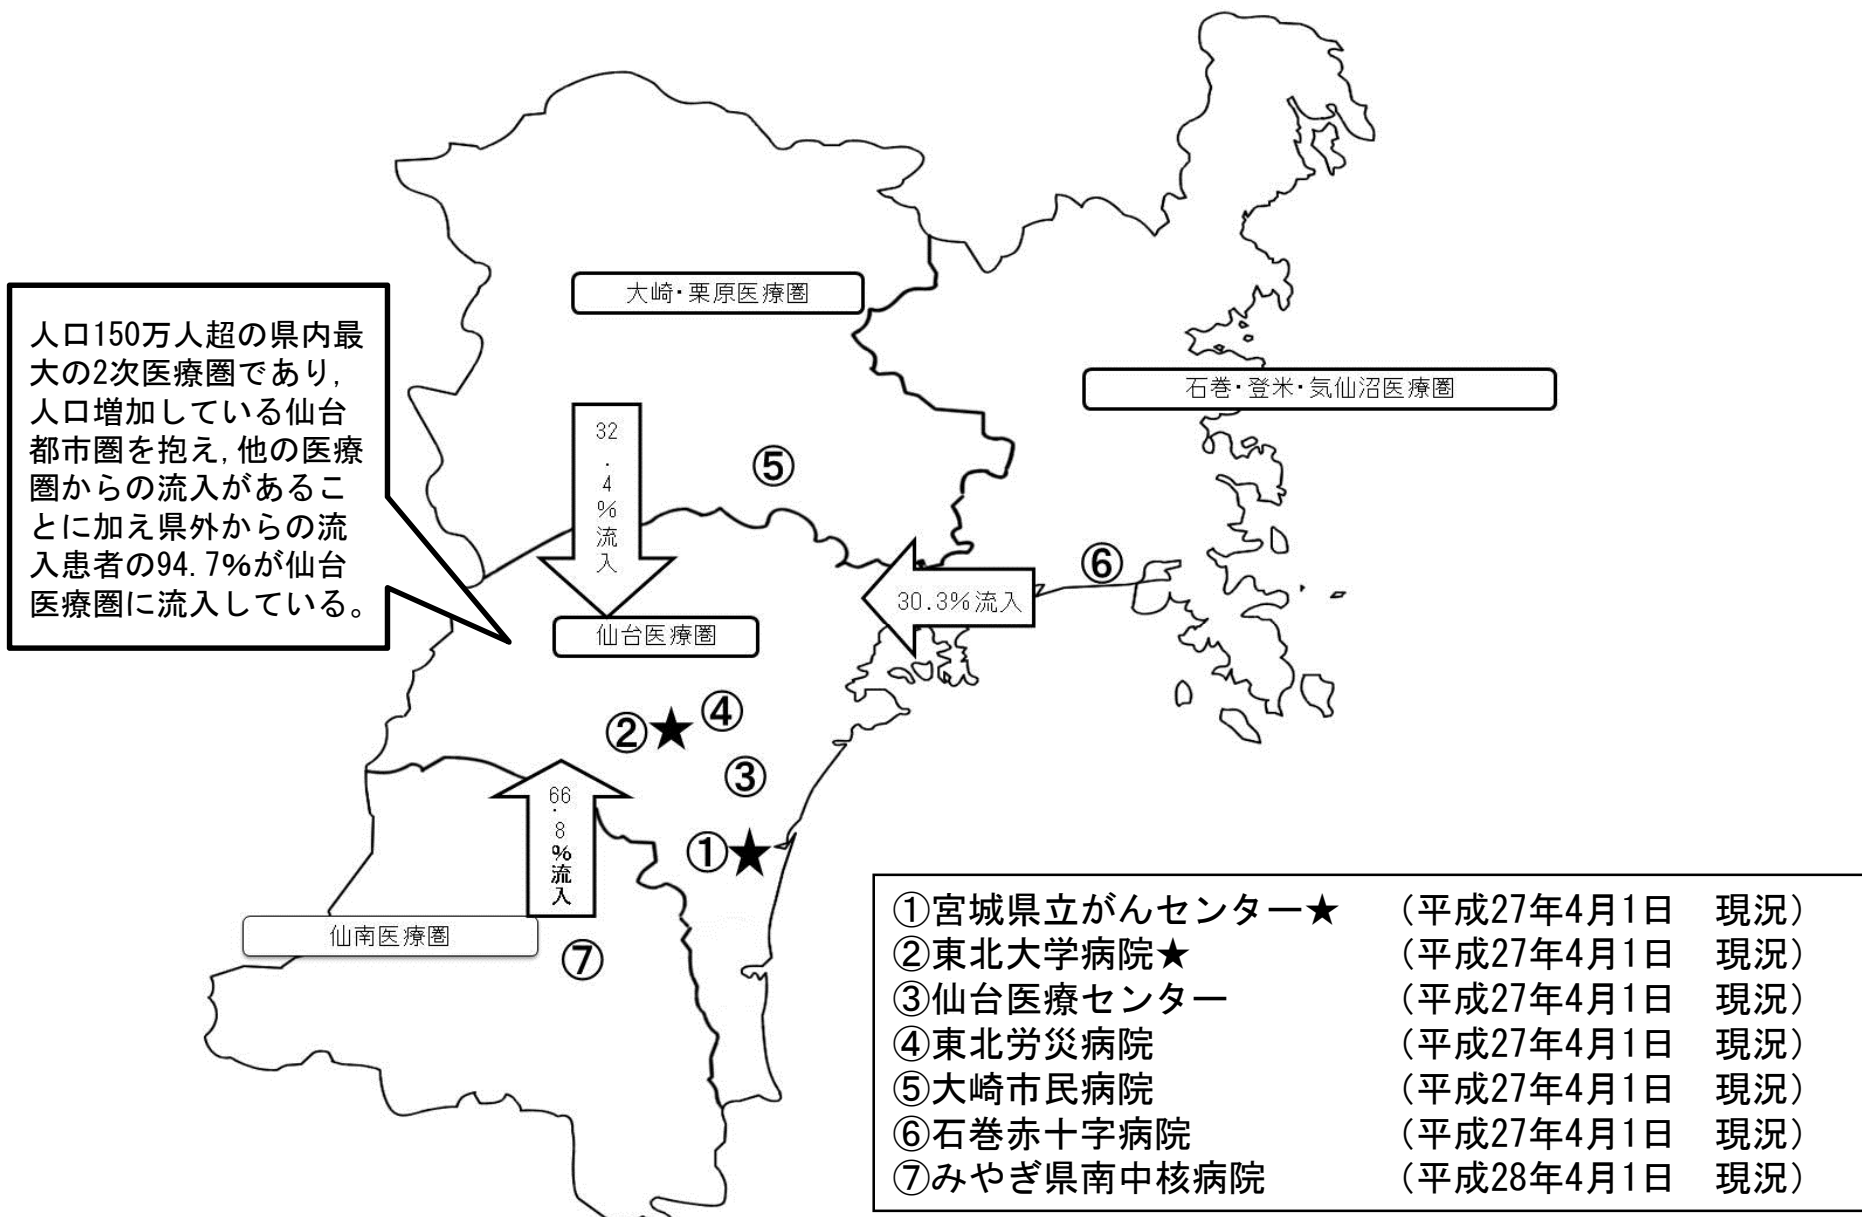 大崎・栗原医療圏
人口150万人超の県内最
大の2次医療圏であり,
人口増加している仙台
都市圏を抱え,他の医療
圏からの流入があるこ
とに加え県外からの流
入患者の94.7%が仙台
医療圏に流入している。
石巻・登米・気仙沼医療圏
32.4%流入
⑤
⑥
30.3%流入
仙台医療圏
④
②★
③
66.8%流入
①★
仙南医療圏
⑦
①宮城県立がんセンター★ (平成27年4月1日 現況)
②東北大学病院★ (平成27年4月1日 現況)
③仙台医療センター (平成27年4月1日 現況)
④東北労災病院 (平成27年4月1日 現況)
⑤大崎市民病院 (平成27年4月1日 現況)
⑥石巻赤十字病院 (平成27年4月1日 現況)
⑦みやぎ県南中核病院 (平成28年4月1日 現況)